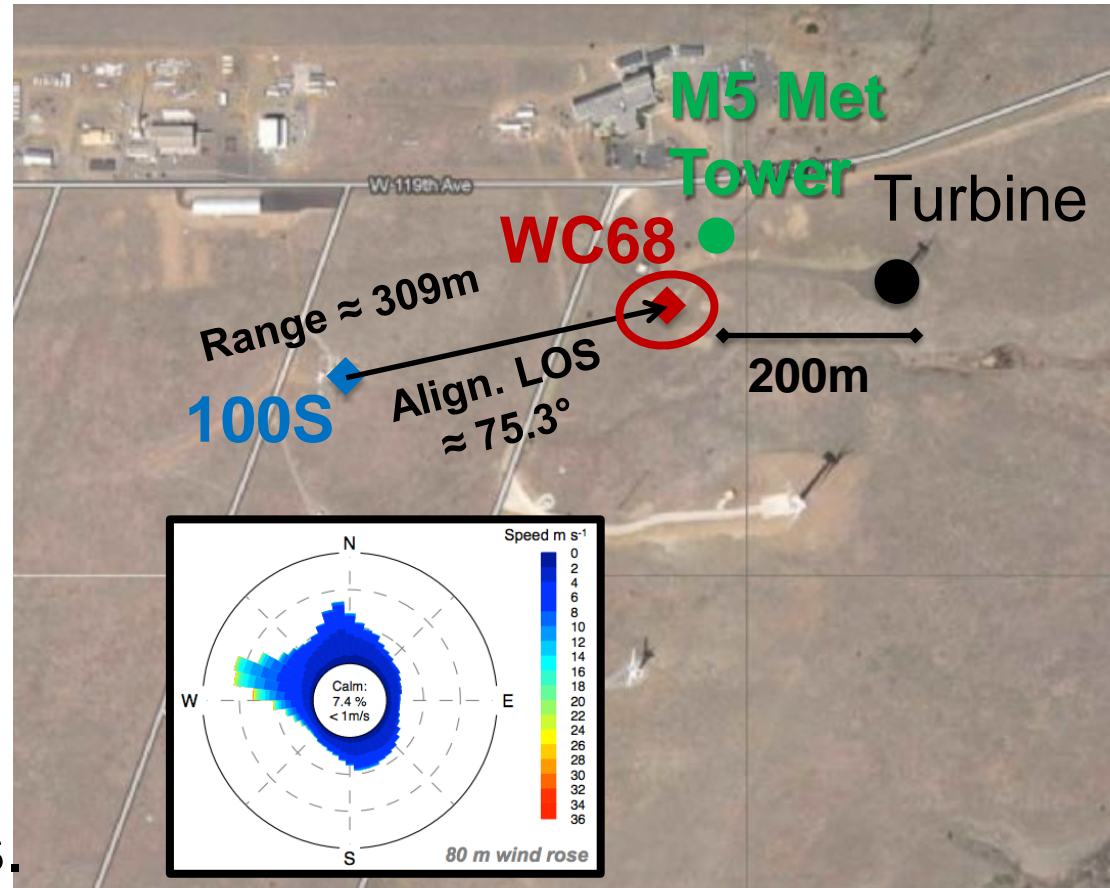 M5 Met
Tower
W 119th Ave
Turbine
WC68
Range ≈ 309m
Align. LOS
≈ 75.3°
100S
200m
Speed m s⁻¹
N
0
2
4
6
8
10
12
14
16
18
20
22
24
26
28
30
32
34
36
W
Calm:
7.4 %
< 1m/s
E
S
80 m wind rose
s.